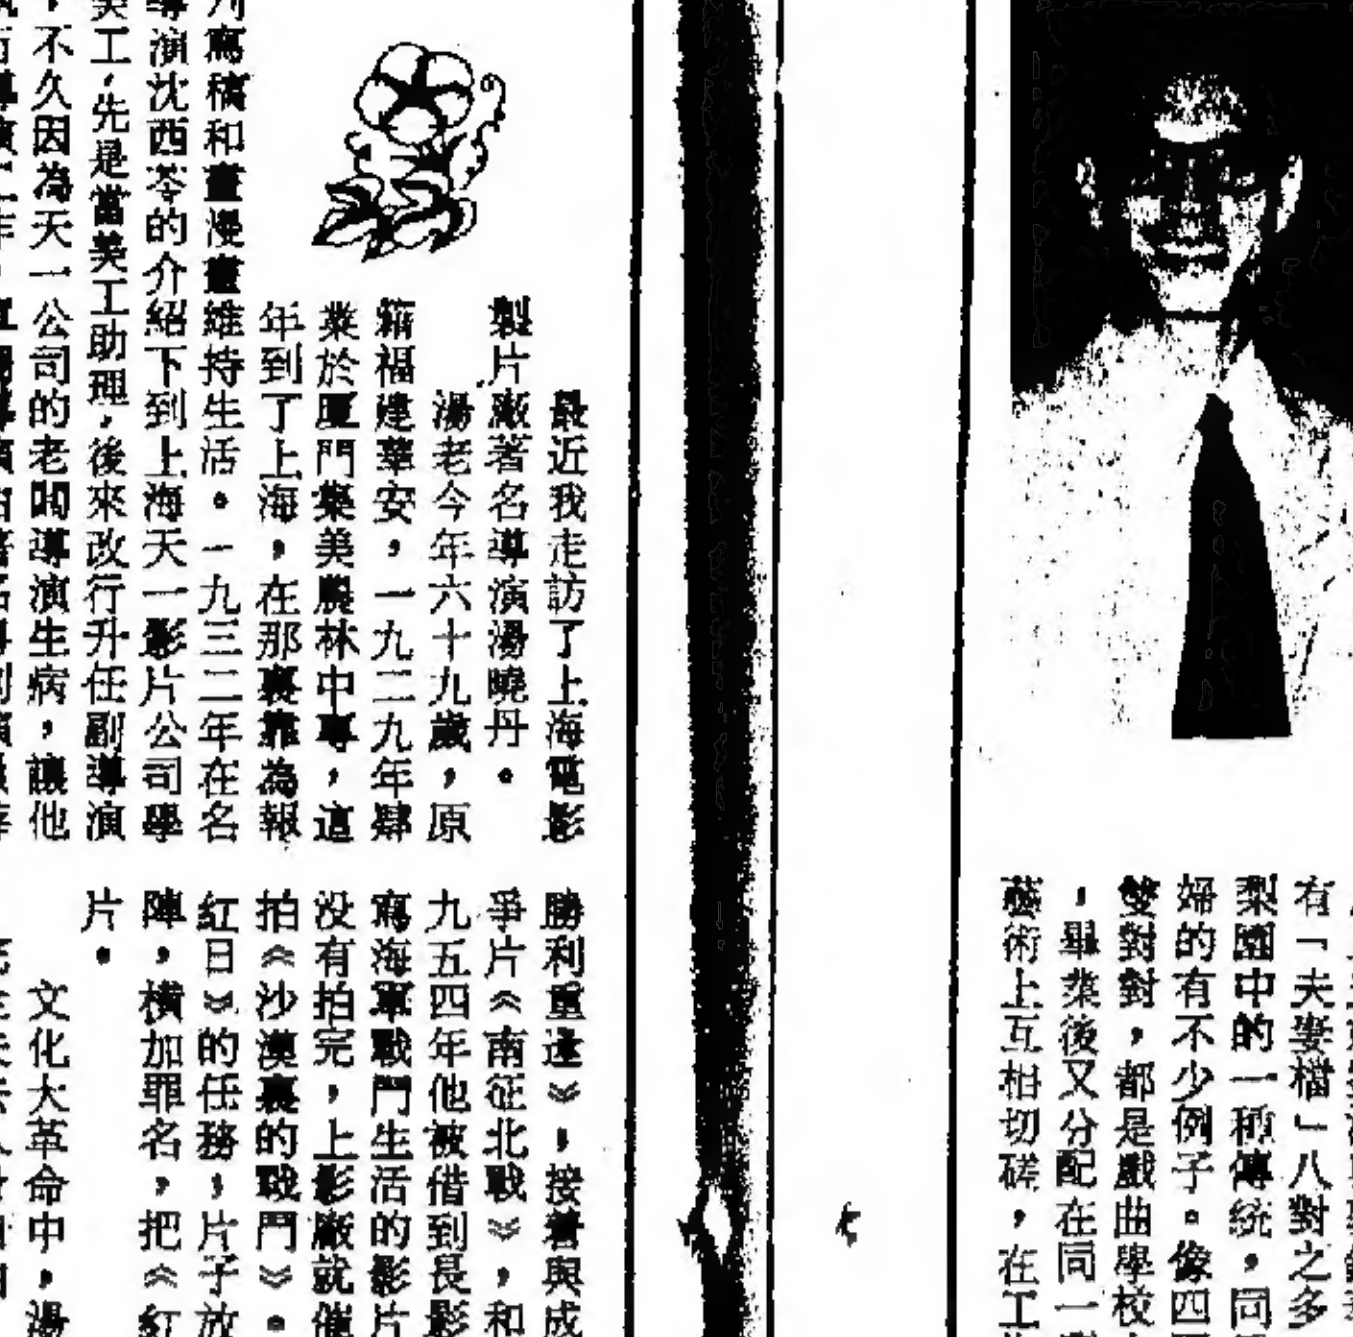 有「夫妻檔」八對之多
梨園中的一種傳统，同
婦的有不少例子。像四
雙對對，都是戲曲學校
，畢業後又分配在同一
藝術上互相切磋，在工
最近我走訪了上海電影
製片廠著名導演湯曉丹。
湯老今年六十九歲，原
籍福建華安，一九二九年肄
業於厦門集美農林中專，這
年到了上海，在那裏靠為報
刊寫稿和畫漫畫維持生活。一九三二年在名
導演沈西苓的介紹下到上海天一影片公司學
美工，先是當美工助理，後來改行升任副導演
，不久因為天一公司的老闆導演生病，讓他
勝利重逢》，接着與成
爭片《南征北戰》，和
九五四年他被借到長影
寫海軍戰鬥生活的影片
没有拍完，上影廠就催
拍《沙漠裏的戰鬥》。
紅日》的任務，片子放
陣，橫加罪名，把《紅
片。
文化大革命中，湯